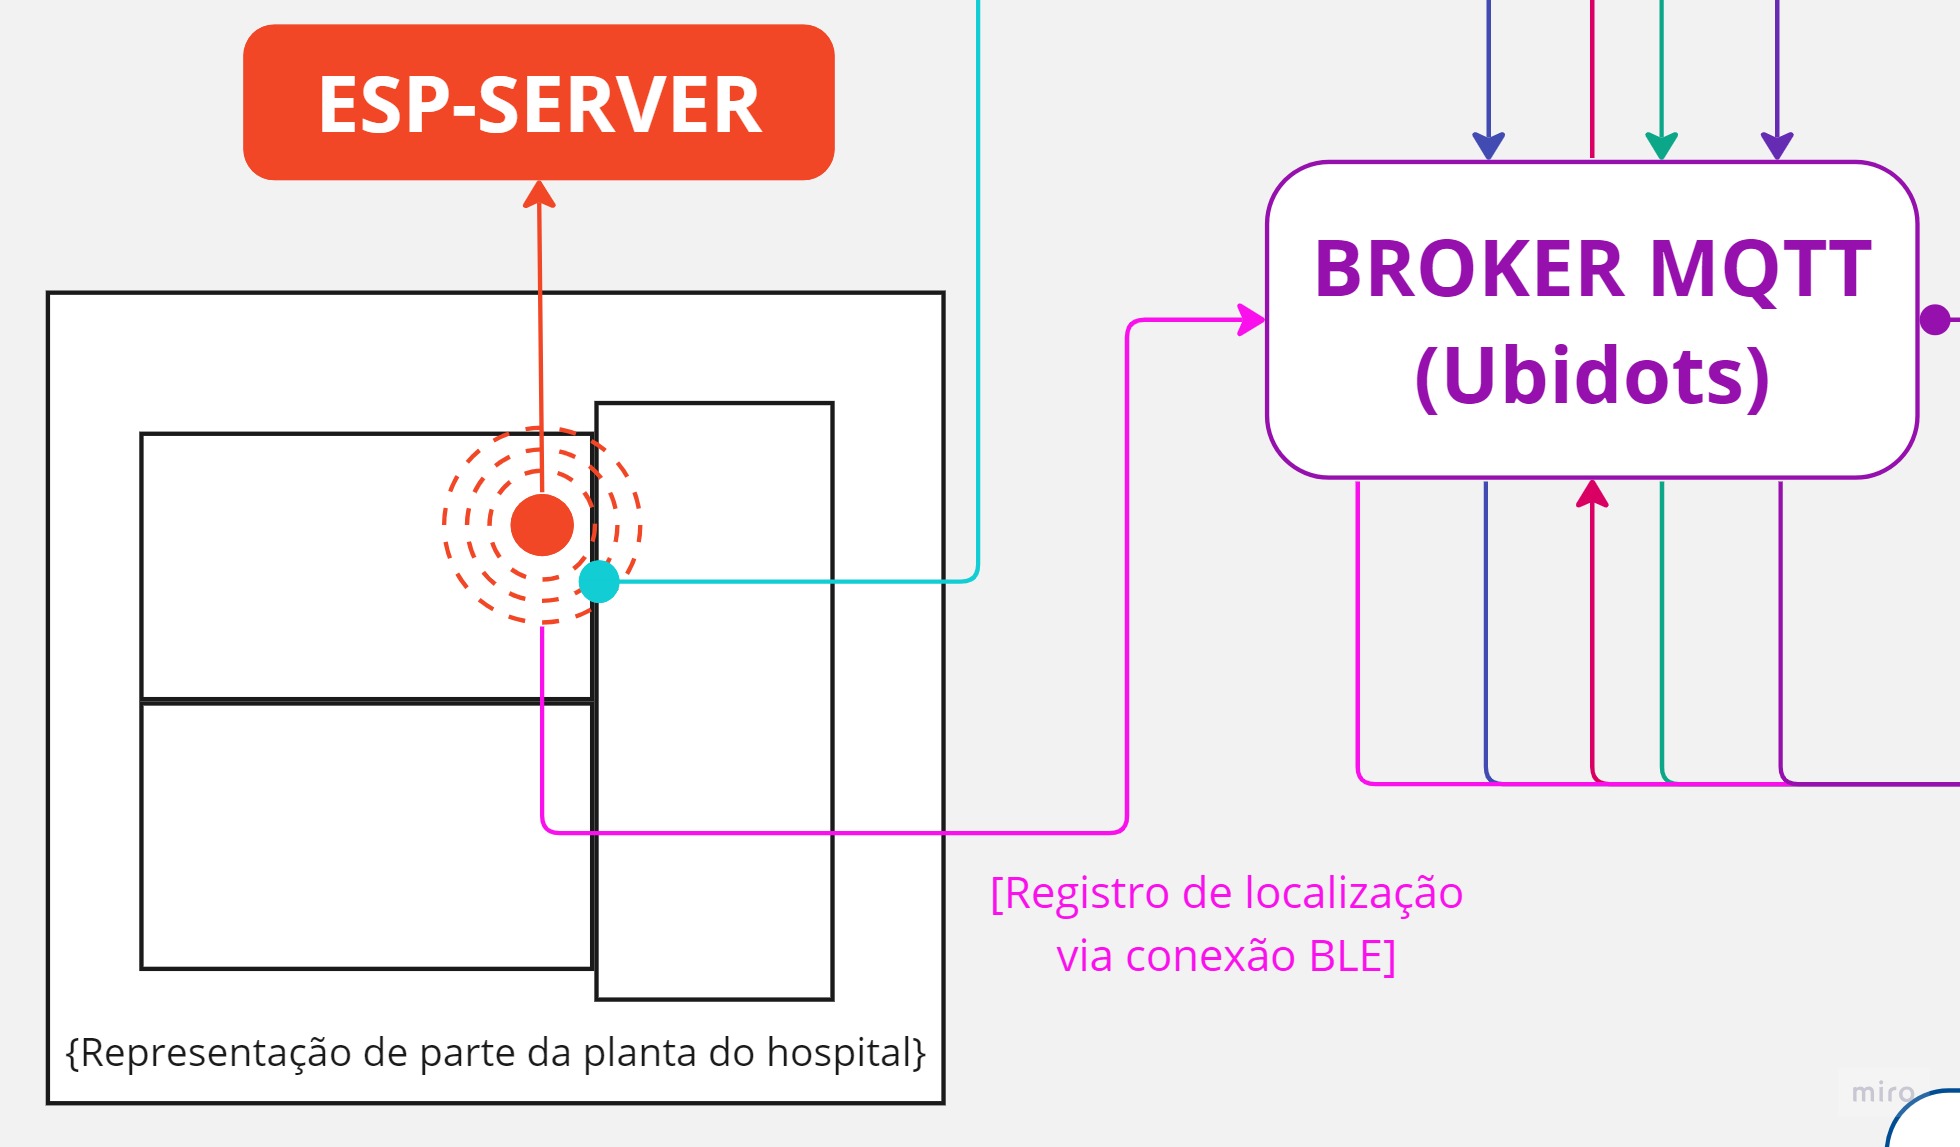 ESP-SERVER
BROKER MQTT
(Ubidots)
[Registro de localização
via conexão BLE]
{Representação de parte da planta do hospital}
miro